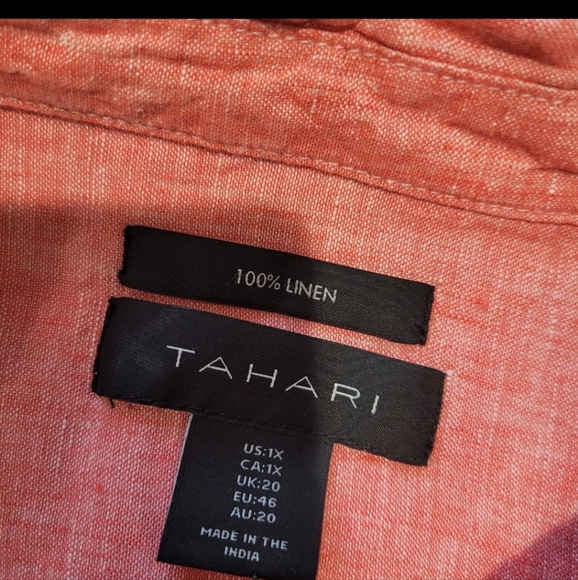 100% LINEN
TAHARI
US:1X
CA:1X
UK:20
EU:46
AU:20
MADE IN THE
INDIA